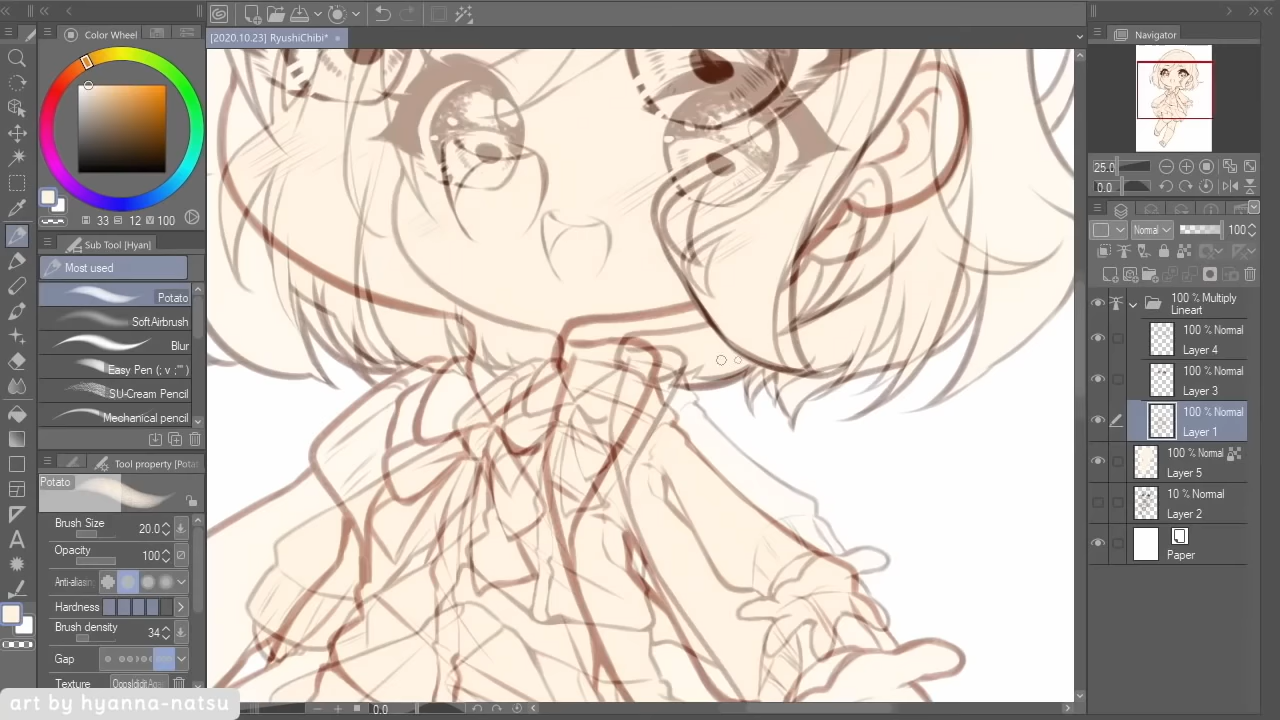 Color Wheel
[2020.10.23] RyushiChibi*
Navigator
25.0
0.0
H 33 S 12 V 100
Sub Tool [Hyan]
Most used
Potato
SoftAirbrush
Blur
Easy Pen (; v ;"" )
SU-Cream Pencil
Mechanical pencil
Tool property [Potat
Potato
Brush Size 20.0
Opacity 100
Anti-aliasing
Hardness
Brush density 34
Gap
Texture
Normal 100
100 % Multiply
Lineart
100 % Normal
Layer 4
100 % Normal
Layer 3
100 % Normal
Layer 1
100 % Normal
Layer 5
10 % Normal
Layer 2
Paper
0.0
art by hyanna-natsu